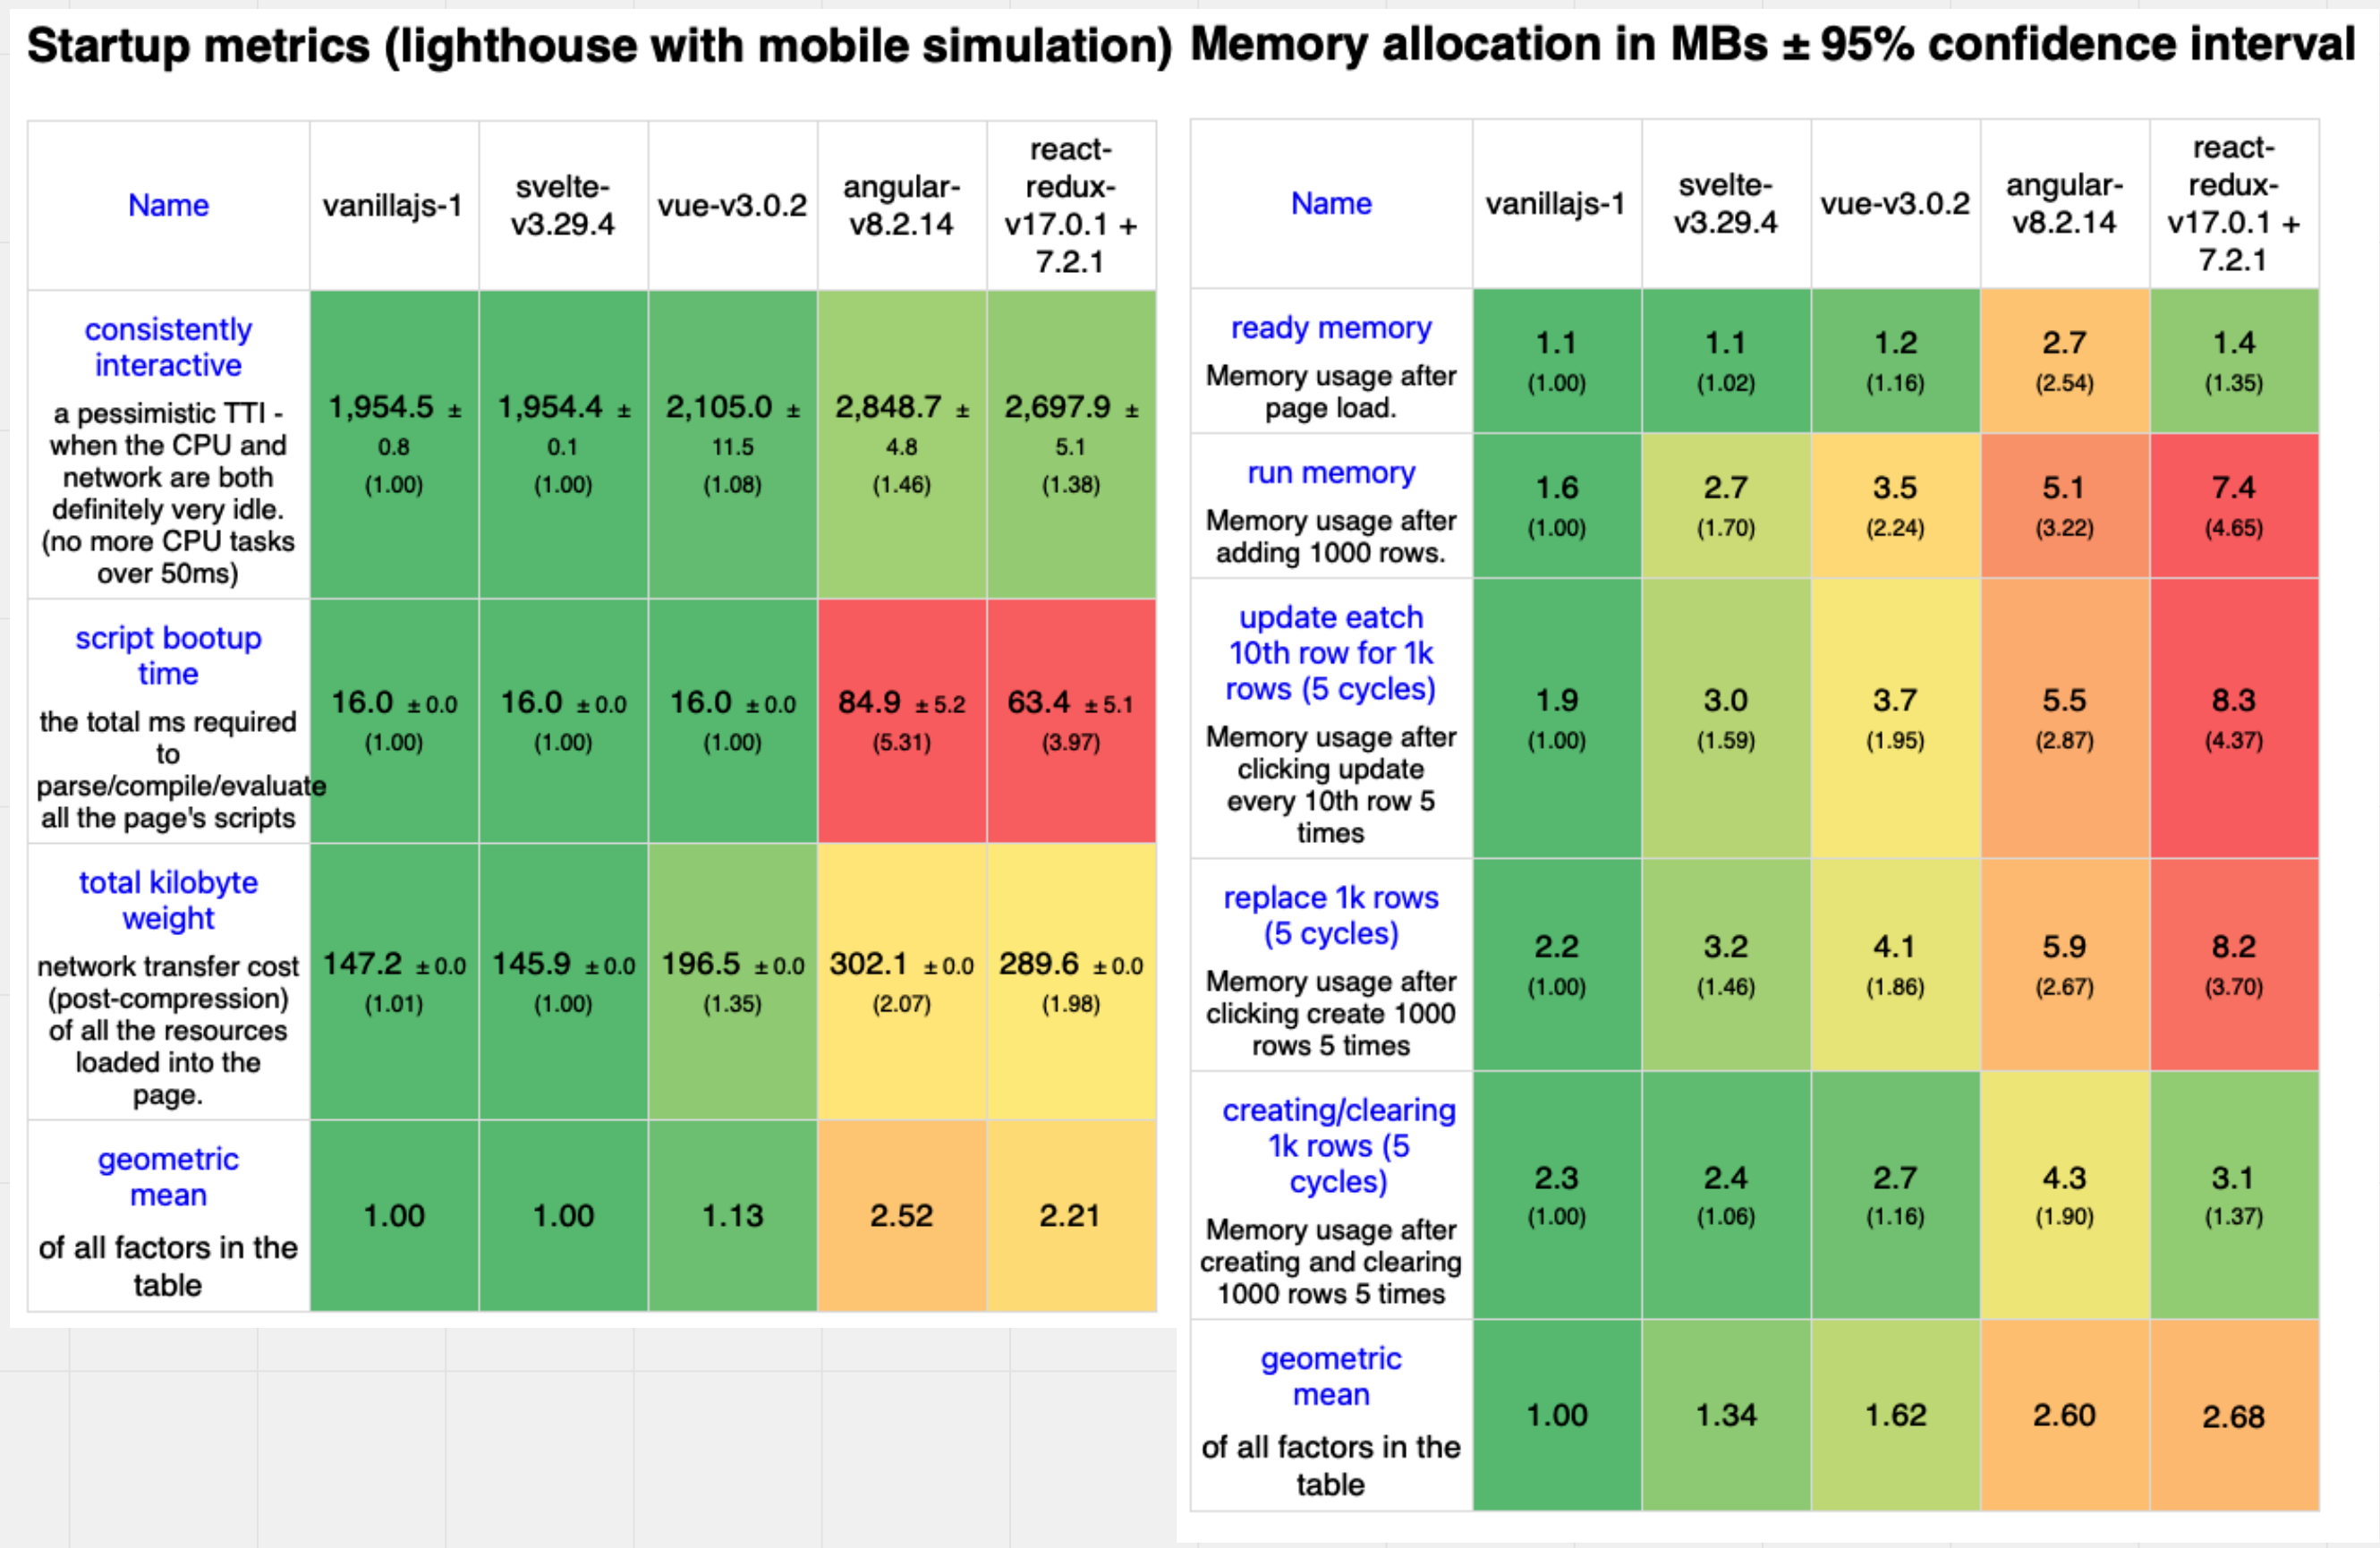 Startup metrics (lighthouse with mobile simulation)
Name
vanillajs-1
svelte-
v3.29.4
vue-v3.0.2
angular-
v8.2.14
react-
redux-
v17.0.1 +
7.2.1
consistently
interactive
a pessimistic TTI -
when the CPU and
network are both
definitely very idle.
(no more CPU tasks
over 50ms)
1,954.5 ±
0.8
(1.00)
1,954.4 ±
0.1
(1.00)
2,105.0 ±
11.5
(1.08)
2,848.7 ±
4.8
(1.46)
2,697.9 ±
5.1
(1.38)
script bootup
time
the total ms required
to
parse/compile/evaluate
all the page's scripts
16.0 ± 0.0
(1.00)
16.0 ± 0.0
(1.00)
16.0 ± 0.0
(1.00)
84.9 ± 5.2
(5.31)
63.4 ± 5.1
(3.97)
total kilobyte
weight
network transfer cost
(post-compression)
of all the resources
loaded into the
page.
147.2 ± 0.0
(1.01)
145.9 ± 0.0
(1.00)
196.5 ± 0.0
(1.35)
302.1 ± 0.0
(2.07)
289.6 ± 0.0
(1.98)
geometric
mean
of all factors in the
table
1.00
1.00
1.13
2.52
2.21
Memory allocation in MBs ± 95% confidence interval
Name
vanillajs-1
svelte-
v3.29.4
vue-v3.0.2
angular-
v8.2.14
react-
redux-
v17.0.1 +
7.2.1
ready memory
Memory usage after
page load.
1.1
(1.00)
1.1
(1.02)
1.2
(1.16)
2.7
(2.54)
1.4
(1.35)
run memory
Memory usage after
adding 1000 rows.
1.6
(1.00)
2.7
(1.70)
3.5
(2.24)
5.1
(3.22)
7.4
(4.65)
update eatch
10th row for 1k
rows (5 cycles)
Memory usage after
clicking update
every 10th row 5
times
1.9
(1.00)
3.0
(1.59)
3.7
(1.95)
5.5
(2.87)
8.3
(4.37)
replace 1k rows
(5 cycles)
Memory usage after
clicking create 1000
rows 5 times
2.2
(1.00)
3.2
(1.46)
4.1
(1.86)
5.9
(2.67)
8.2
(3.70)
creating/clearing
1k rows (5
cycles)
Memory usage after
creating and clearing
1000 rows 5 times
2.3
(1.00)
2.4
(1.06)
2.7
(1.16)
4.3
(1.90)
3.1
(1.37)
geometric
mean
of all factors in the
table
1.00
1.34
1.62
2.60
2.68